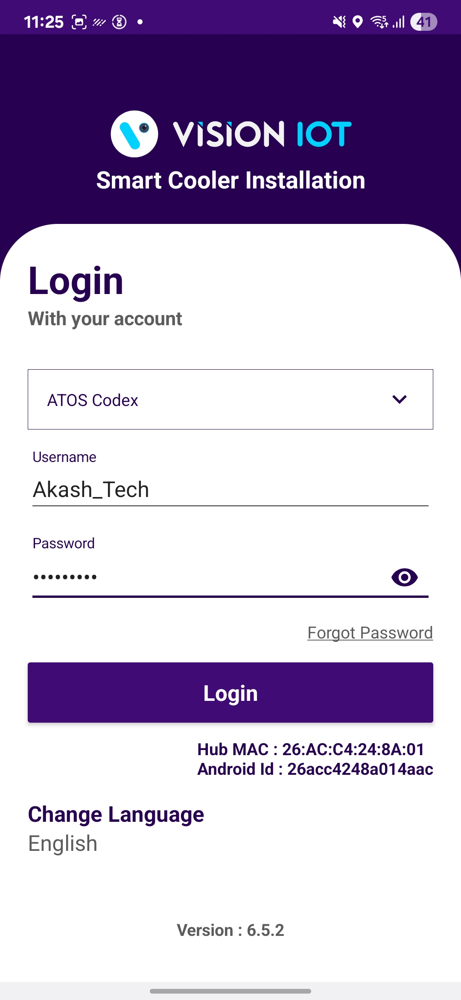 11:25
41
VISION IOT
Smart Cooler Installation
Login
With your account
ATOS Codex
Username
Akash_Tech
Password
•••••••••
Forgot Password
Login
Hub MAC : 26:AC:C4:24:8A:01
Android Id : 26acc4248a014aac
Change Language
English
Version : 6.5.2